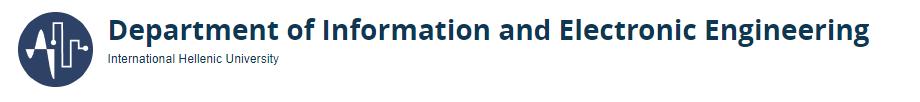 Department of Information and Electronic Engineering
International Hellenic University